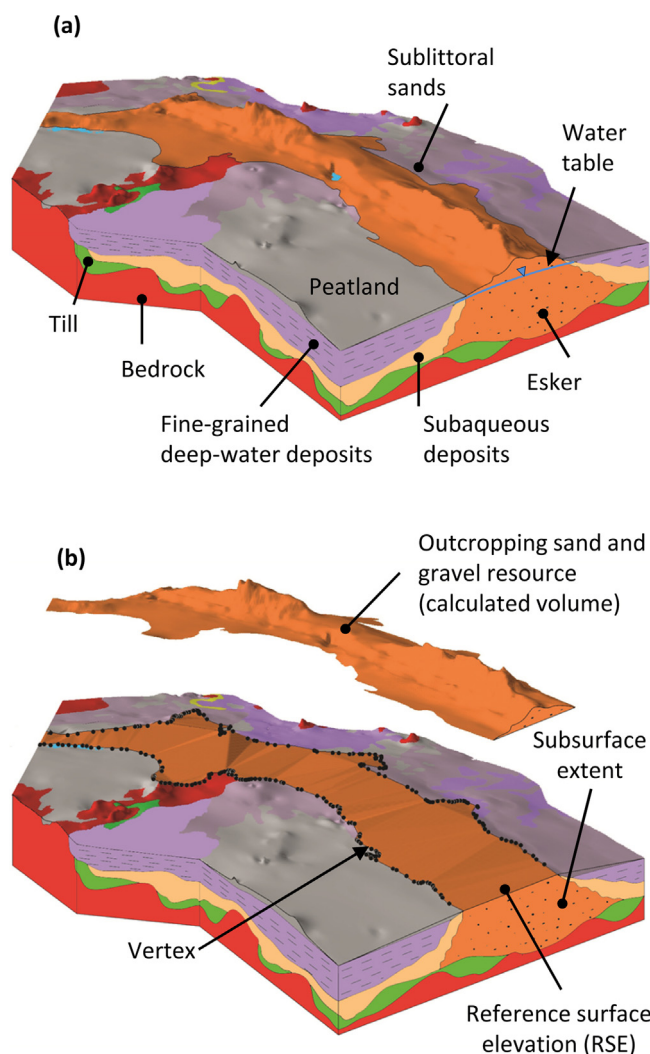 (a)
Sublittoral
sands
Water
table
Peatland
Till
Bedrock
Esker
Fine-grained
deep-water deposits
Subaqueous
deposits
(b)
Outcropping sand and
gravel resource
(calculated volume)
Subsurface
extent
Vertex
Reference surface
elevation (RSE)